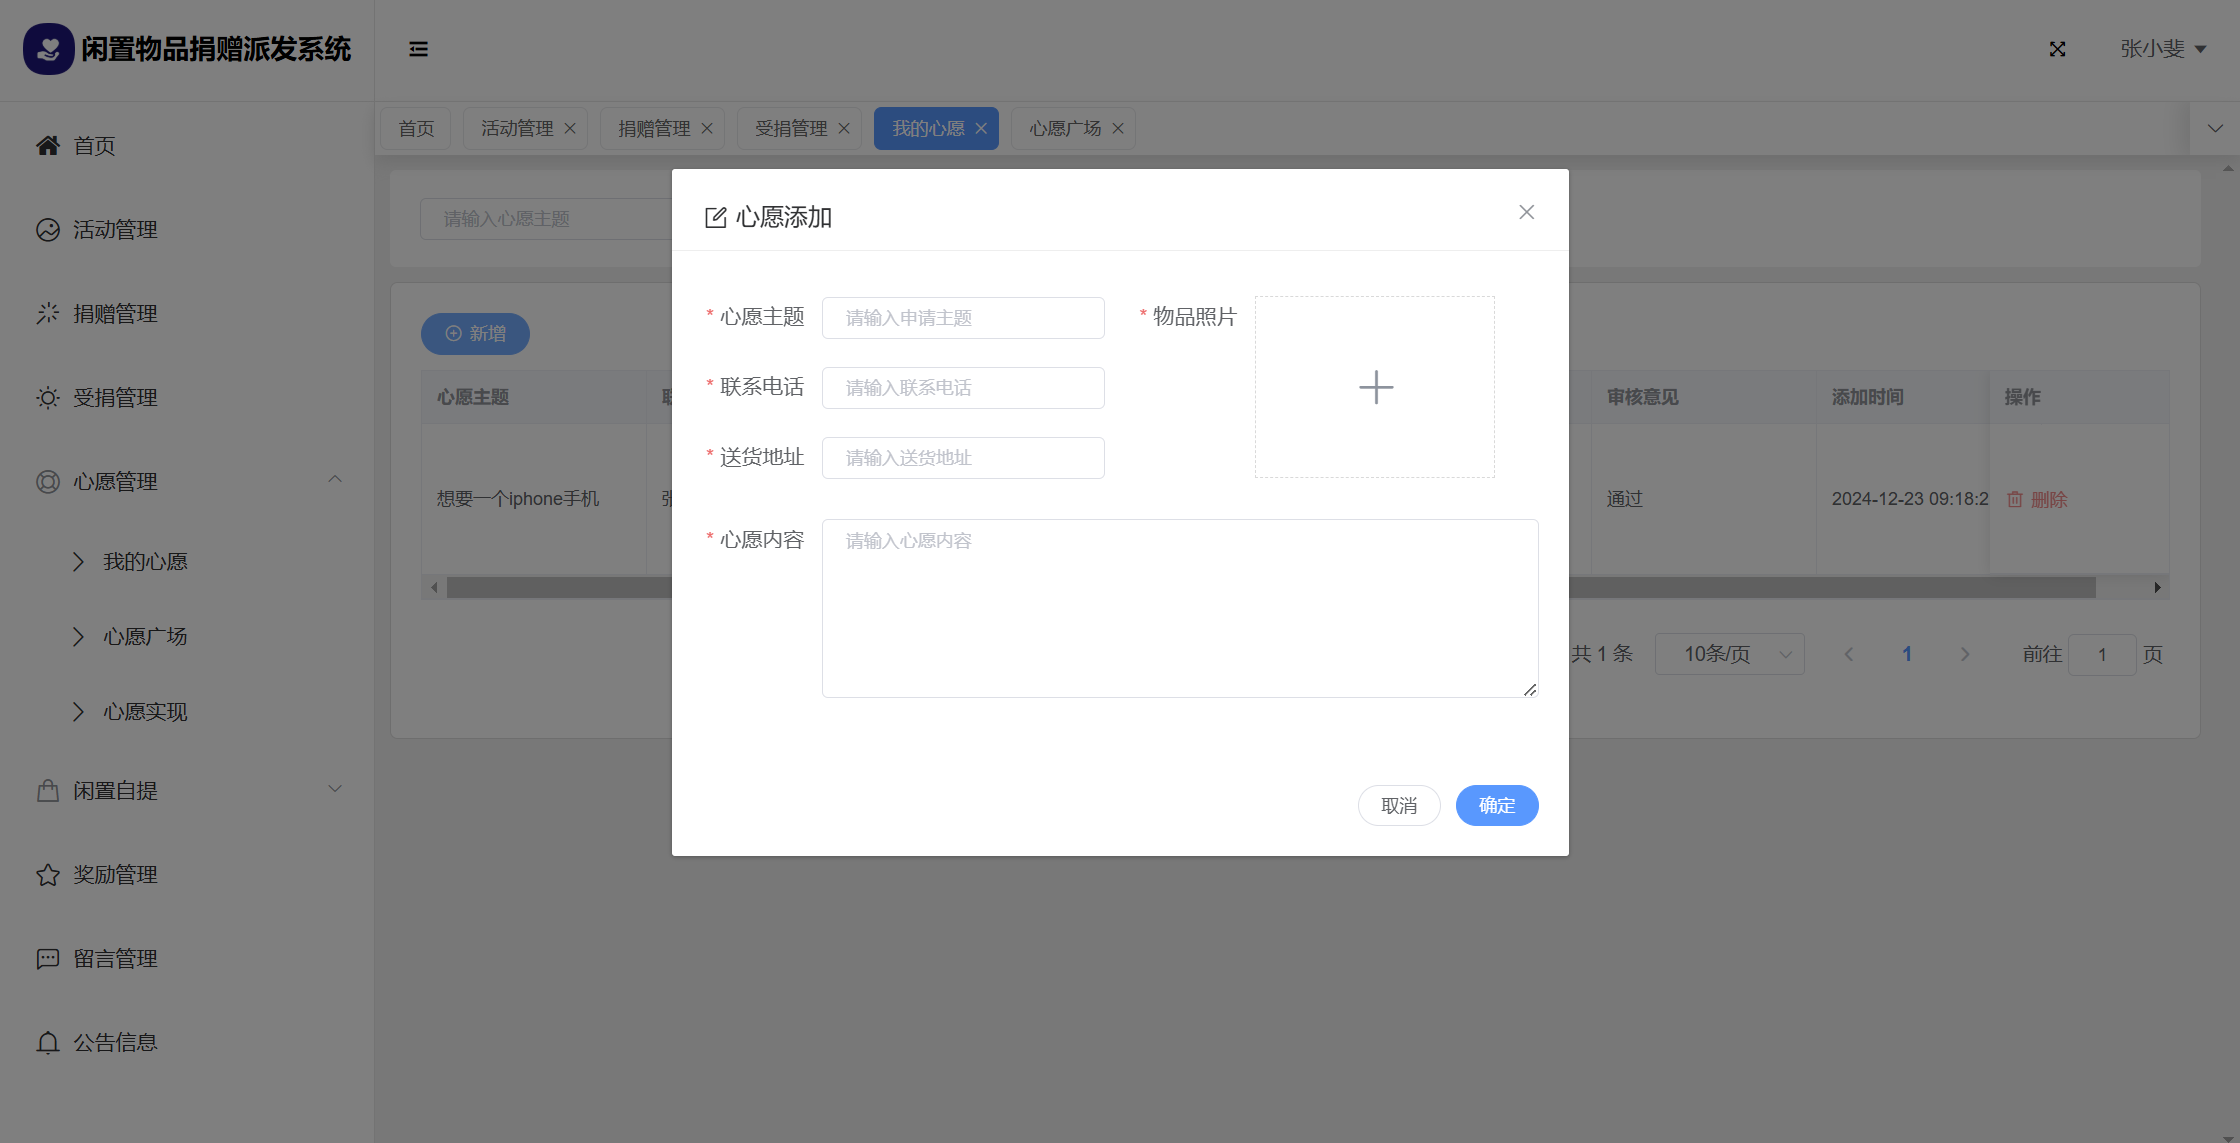 闲置物品捐赠派发系统
张小斐
首页
活动管理
捐赠管理
受捐管理
我的心愿
心愿广场
首页
活动管理
捐赠管理
受捐管理
心愿管理
我的心愿
心愿广场
心愿实现
闲置自提
奖励管理
留言管理
公告信息
请输入心愿主题
新增
心愿主题
审核意见
添加时间
操作
想要一个iphone手机
通过
2024-12-23 09:18:2
删除
共 1 条
10条/页
1
前往
1
页
心愿添加
* 心愿主题
请输入申请主题
* 物品照片
* 联系电话
请输入联系电话
* 送货地址
请输入送货地址
* 心愿内容
请输入心愿内容
取消
确定